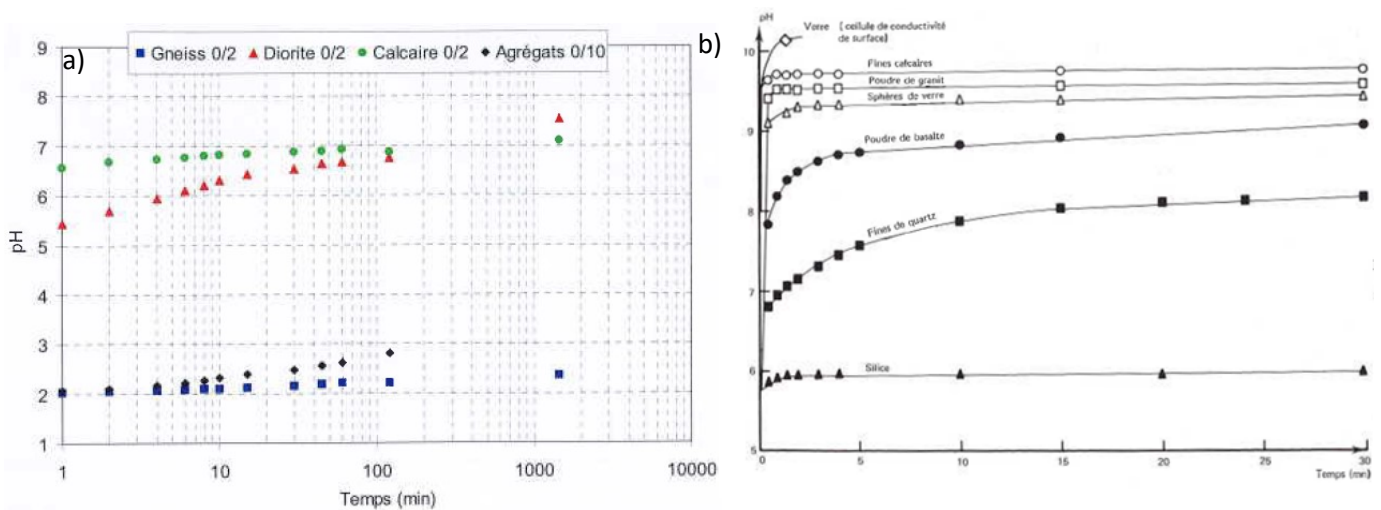 a)
Gneiss 0/2 Diorite 0/2 Calcaire 0/2 Agrégats 0/10
9
8
7
6
5
4
3
2
1
pH
1 10 100 1000 10000
Temps (min)
b)
pH
Verre (cellule de conductivité
de surface)
Fines calcaires
Poudre de granit
Sphères de verre
Poudre de basalte
Fines de quartz
Silice
10
9
8
7
6
5
0 5 10 15 20 25 30
Temps (min)